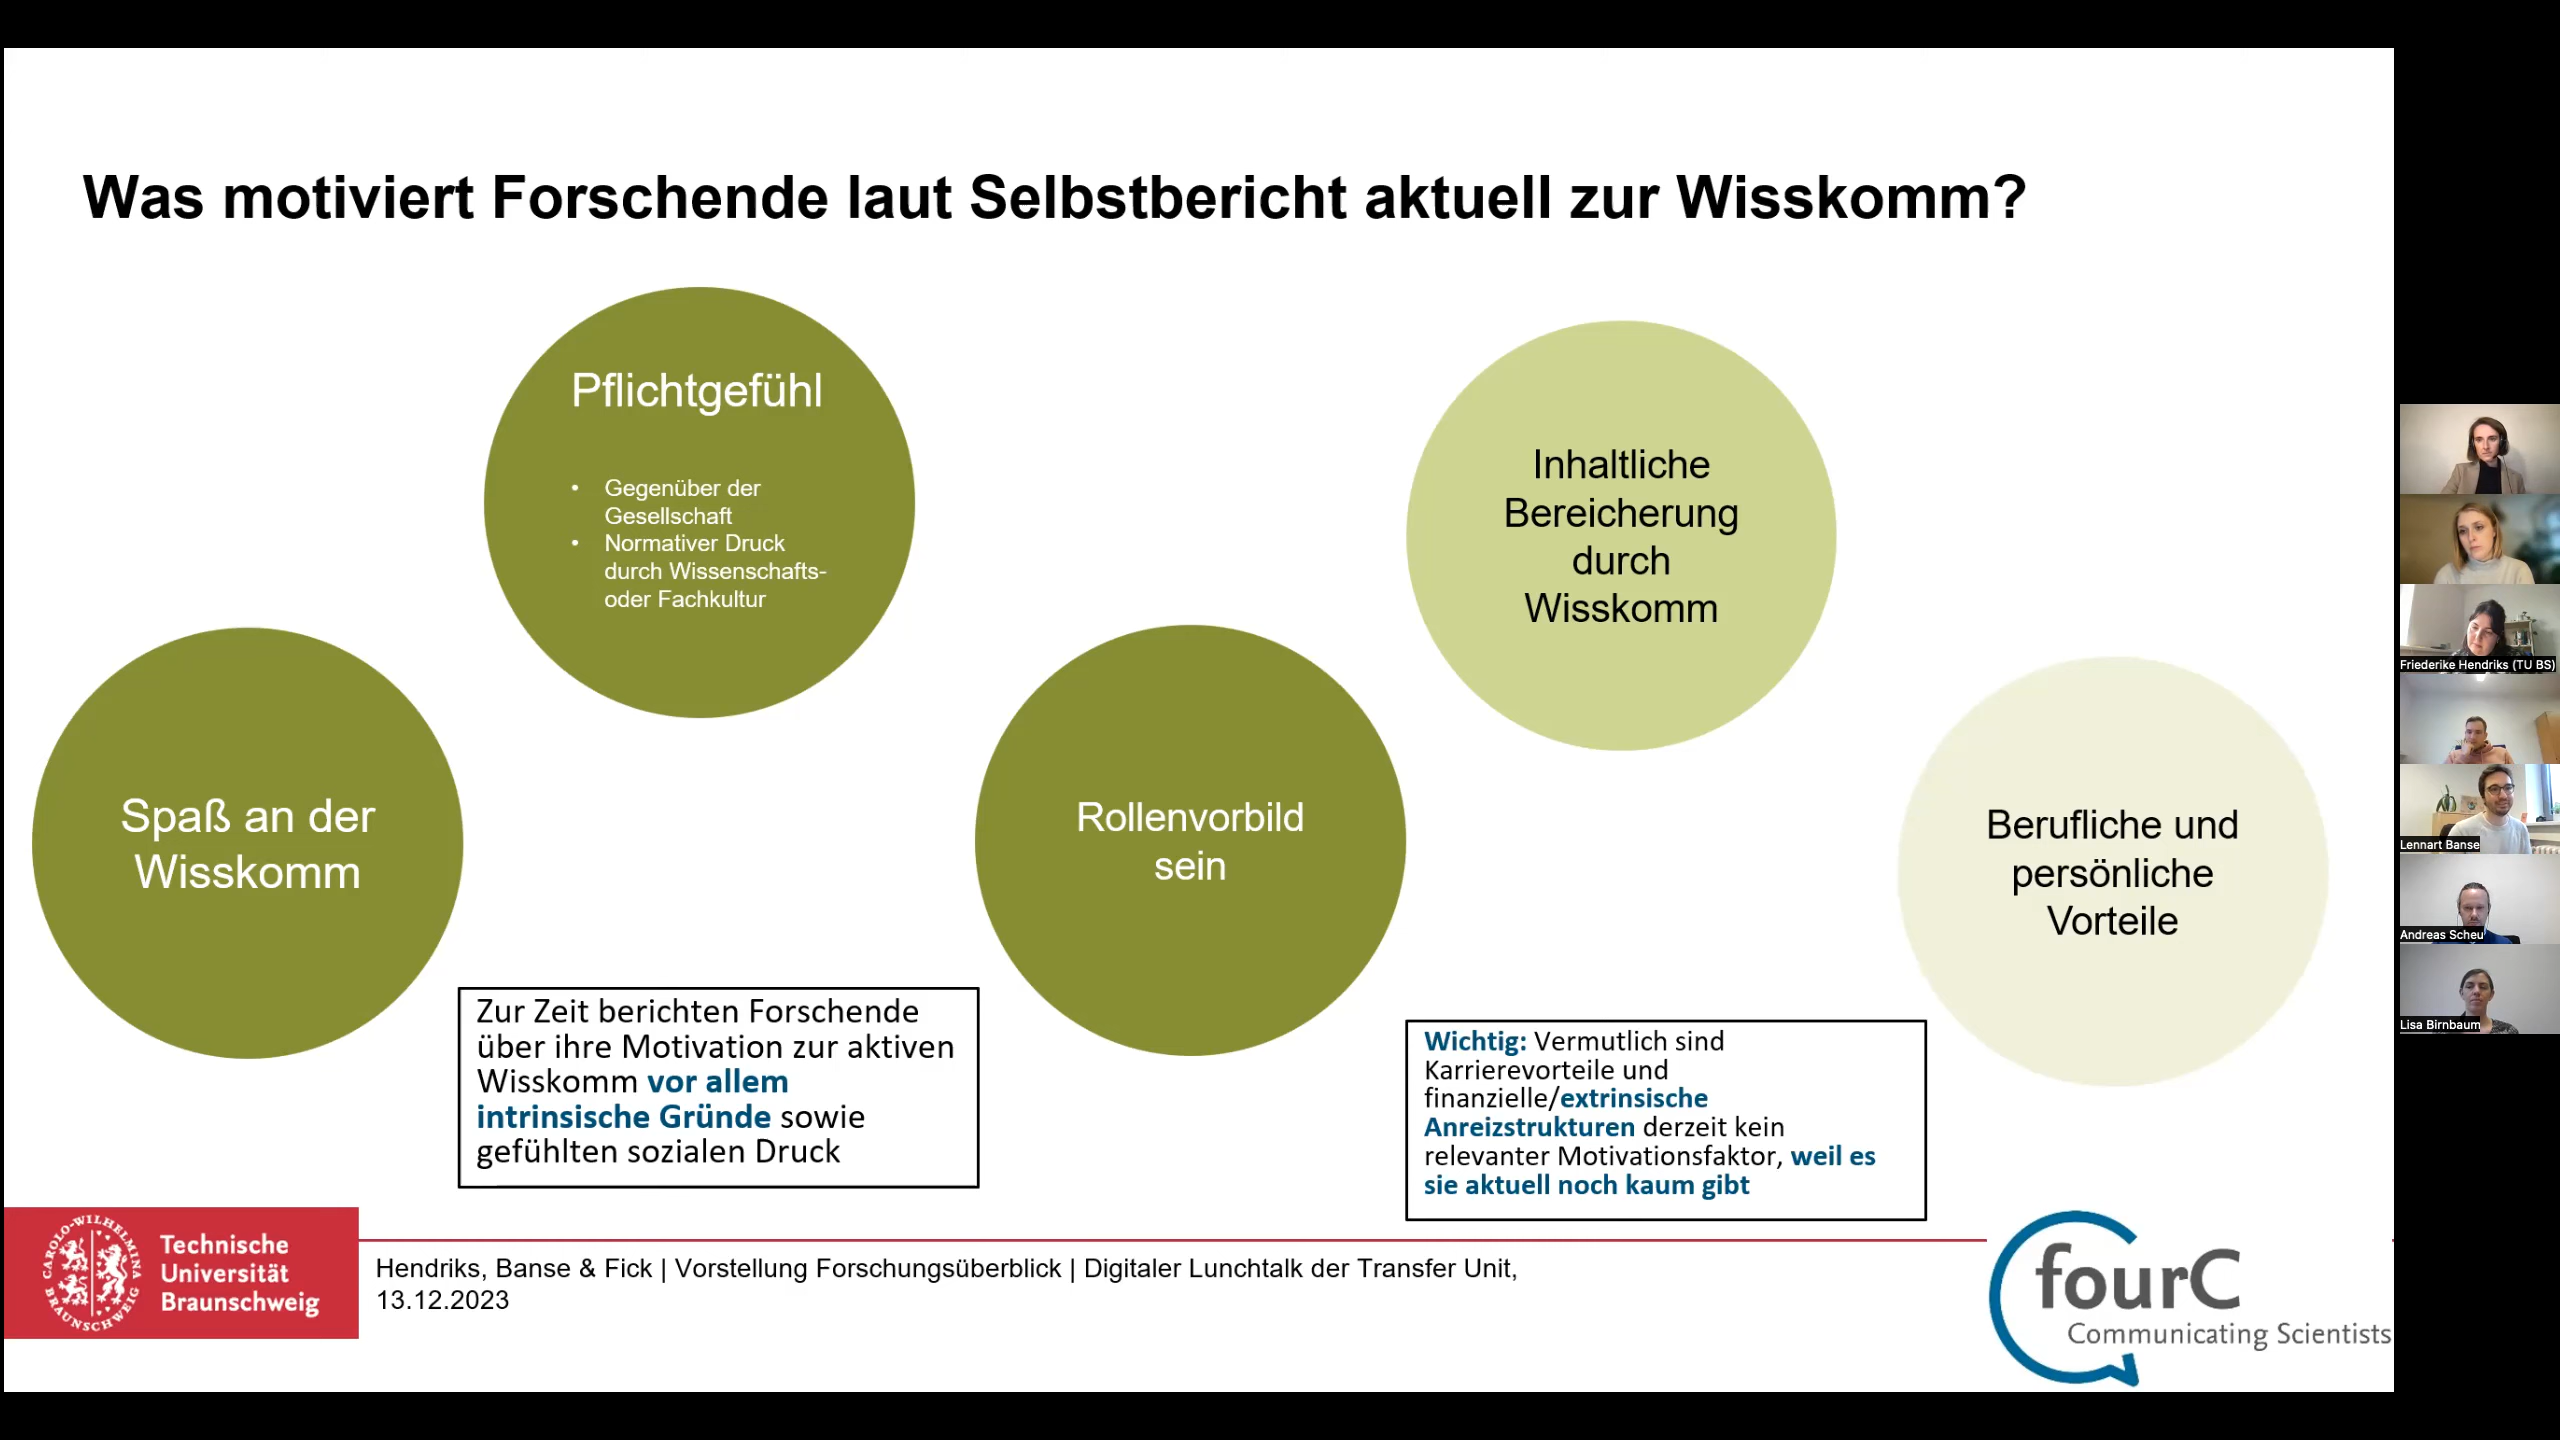 Was motiviert Forschende laut Selbstbericht aktuell zur Wisskomm?
Pflichtgefühl
• Gegenüber der
Gesellschaft
• Normativer Druck
durch Wissenschafts-
oder Fachkultur
Inhaltliche
Bereicherung
durch
Wisskomm
Spaß an der
Wisskomm
Rollenvorbild
sein
Berufliche und
persönliche
Vorteile
Zur Zeit berichten Forschende
über ihre Motivation zur aktiven
Wisskomm vor allem
intrinsische Gründe sowie
gefühlten sozialen Druck
Wichtig: Vermutlich sind
Karrierevorteile und
finanzielle/extrinsische
Anreizstrukturen derzeit kein
relevanter Motivationsfaktor, weil es
sie aktuell noch kaum gibt
CAROLO-WILHELMINA
BRAUNSCHWEIG
Technische
Universität
Braunschweig
Hendriks, Banse & Fick | Vorstellung Forschungsüberblick | Digitaler Lunchtalk der Transfer Unit,
13.12.2023
fourC
Communicating Scientists
Friederike Hendriks (TU BS)
Lennart Banse
Andreas Scheu
Lisa Birnbaum